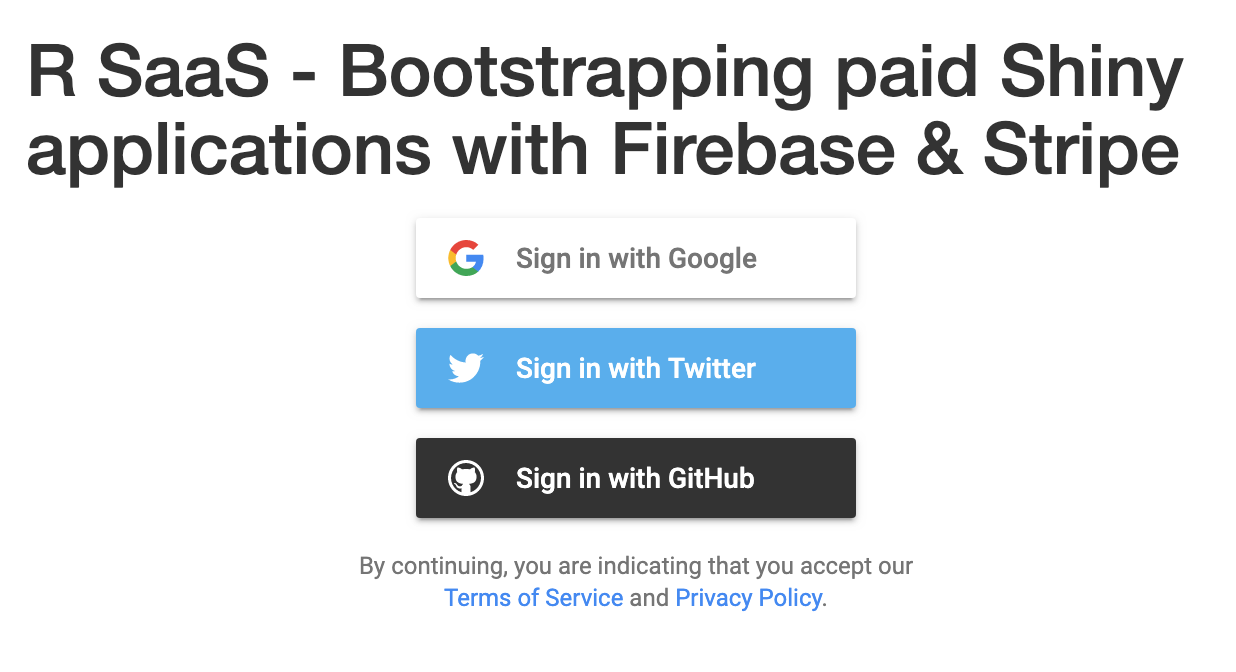 R SaaS - Bootstrapping paid Shiny
applications with Firebase & Stripe
Sign in with Google
Sign in with Twitter
Sign in with GitHub
By continuing, you are indicating that you accept our
Terms of Service and Privacy Policy.